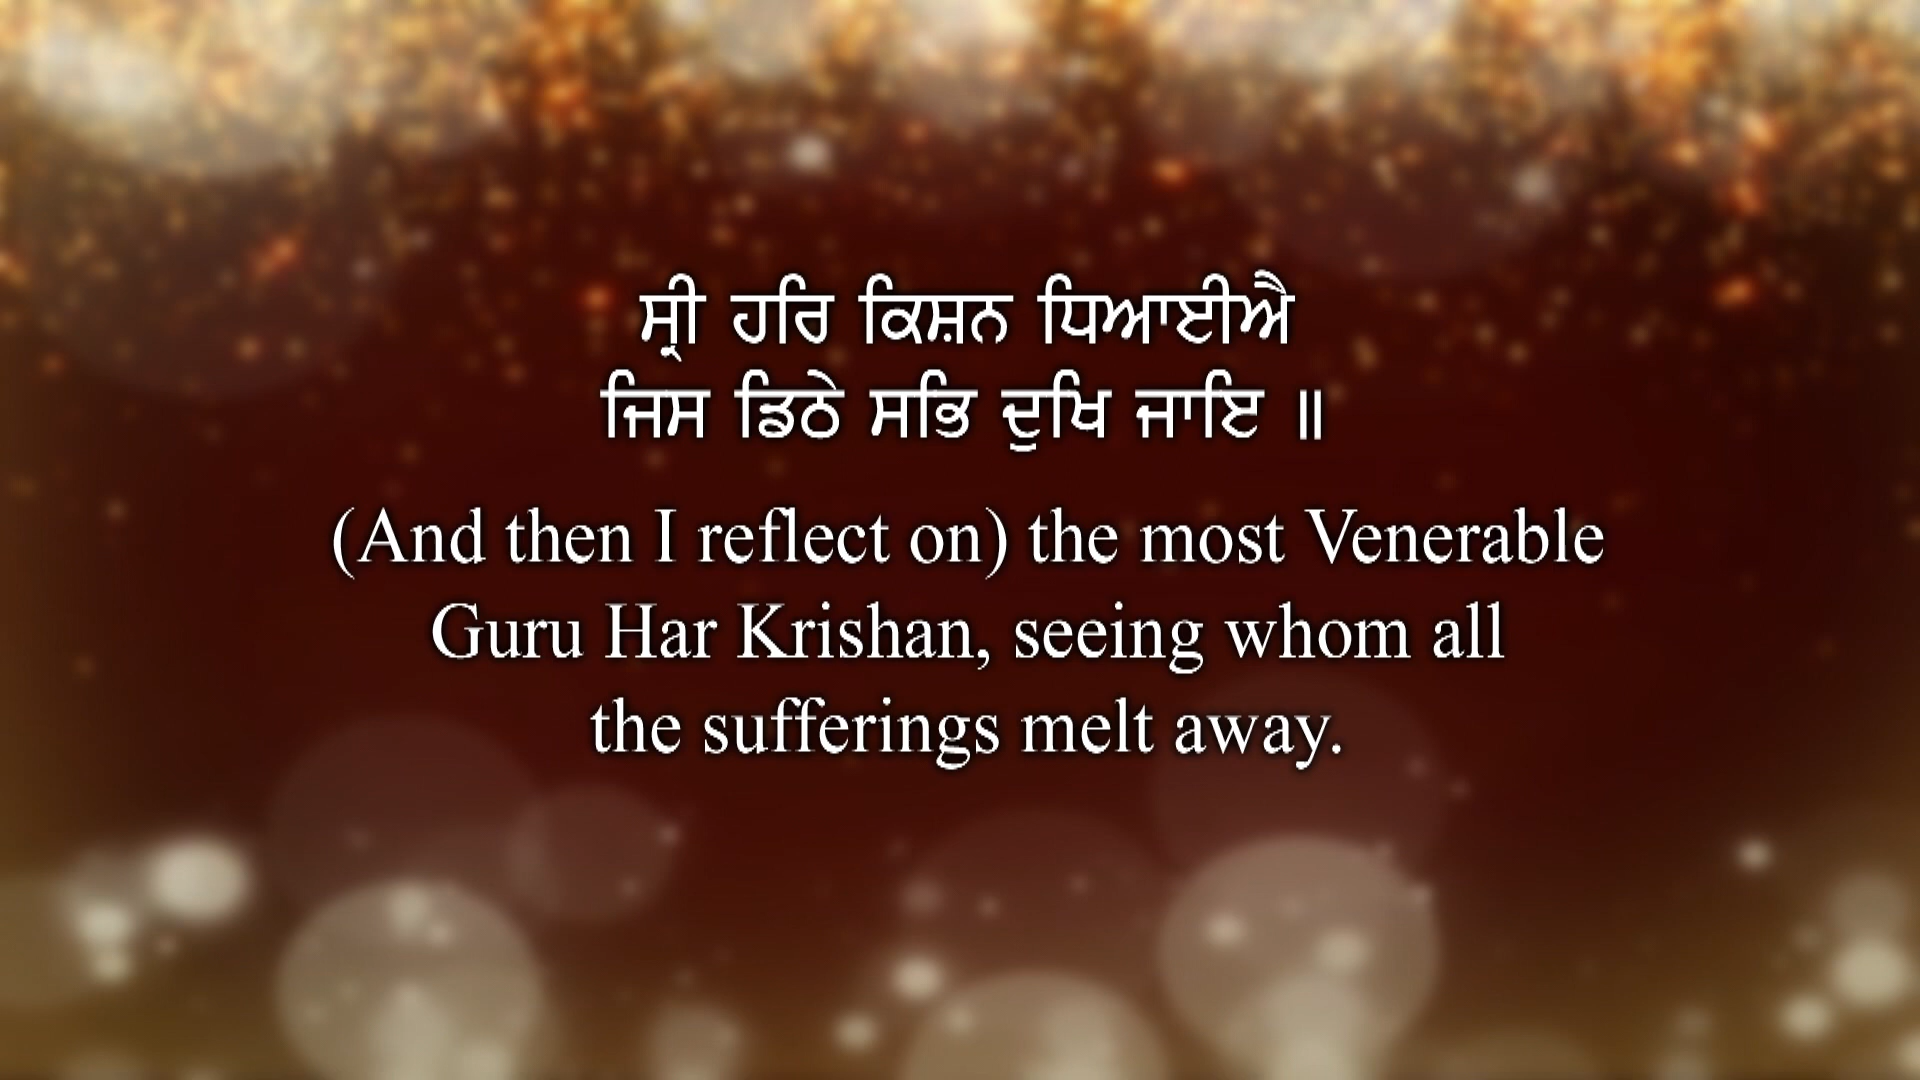 ਸ੍ਰੀ ਹਰਿ ਕਿਸ਼ਨ ਧਿਆਈਐ
ਜਿਸ ਡਿਠੇ ਸਭਿ ਦੁਖਿ ਜਾਇ ॥
(And then I reflect on) the most Venerable
Guru Har Krishan, seeing whom all
the sufferings melt away.